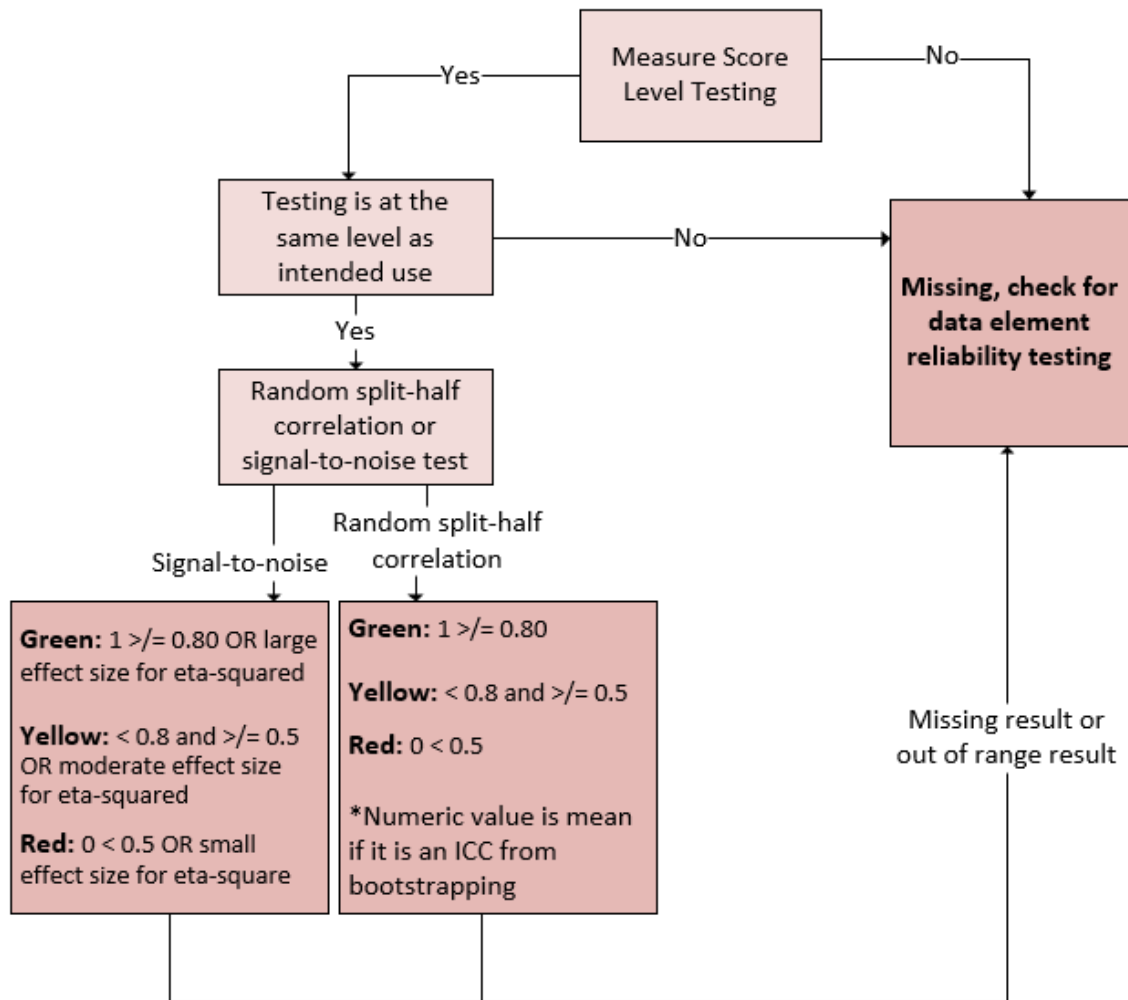 Measure Score
Level Testing
Yes
No
Testing is at the
same level as
intended use
No
Missing, check for
data element
reliability testing
Yes
Random split-half
correlation or
signal-to-noise test
Signal-to-noise
Random split-half
correlation
Green: 1 >/= 0.80 OR large
effect size for eta-squared
Yellow: < 0.8 and >/= 0.5
OR moderate effect size
for eta-squared
Red: 0 < 0.5 OR small
effect size for eta-square
Green: 1 >/= 0.80
Yellow: < 0.8 and >/= 0.5
Red: 0 < 0.5
*Numeric value is mean
if it is an ICC from
bootstrapping
Missing result or
out of range result